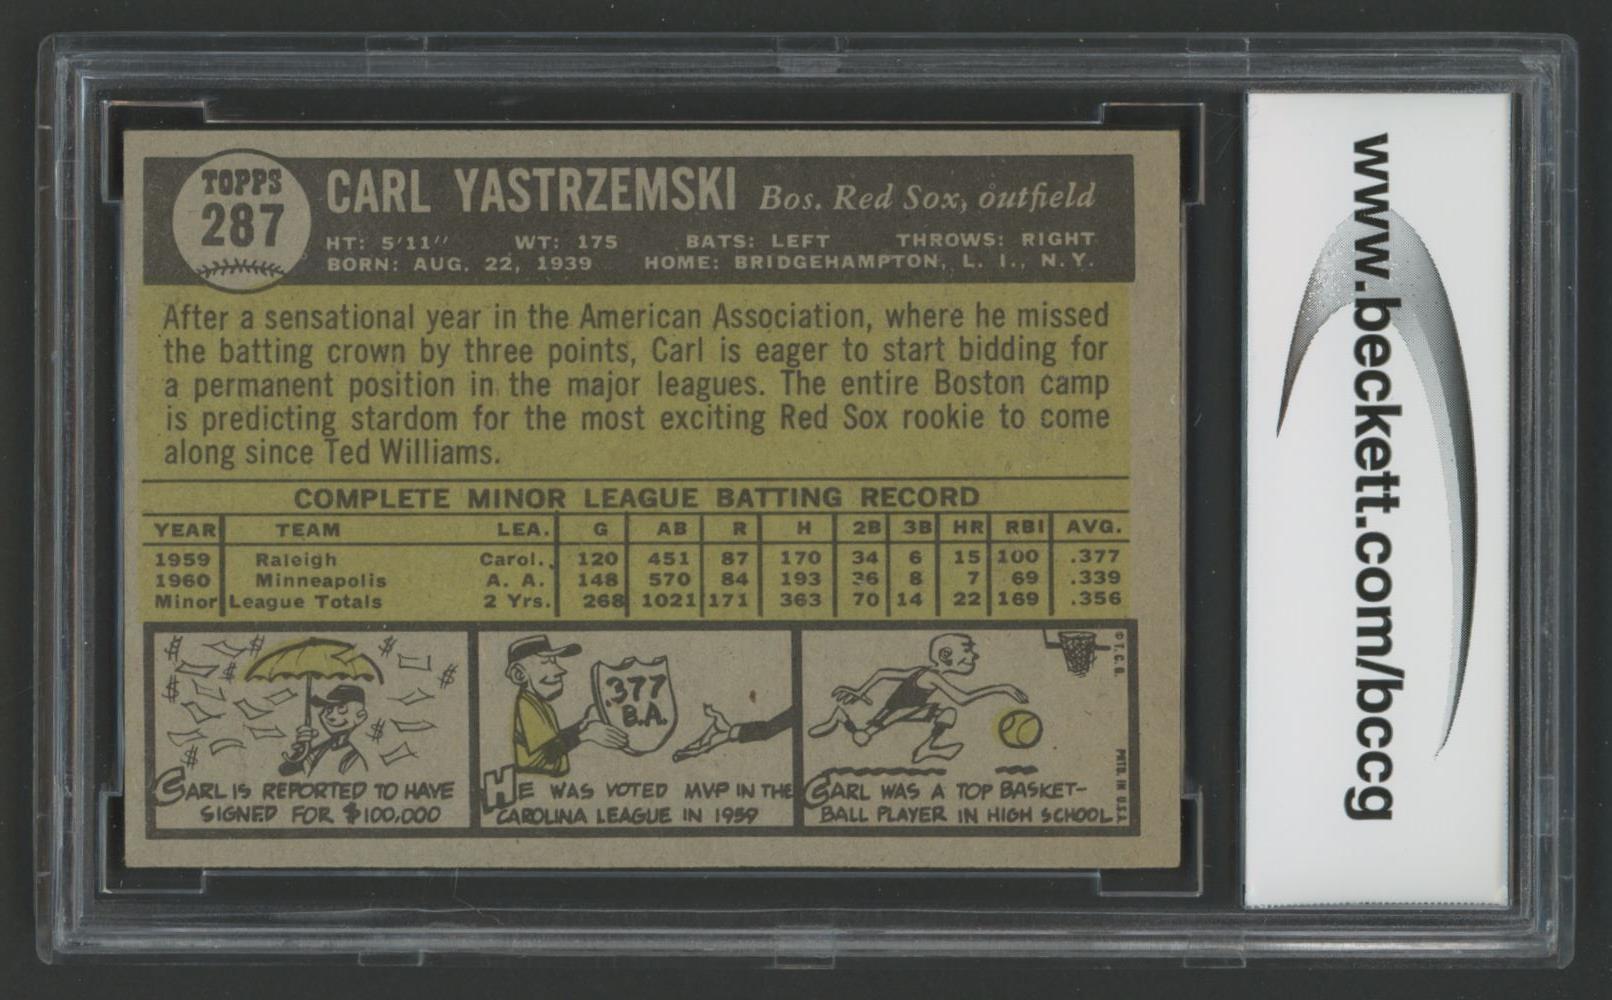 TOPPS
287
CARL YASTRZEMSKI Bos. Red Sox, outfield
HT: 5'11" WT: 175 BATS: LEFT THROWS: RIGHT
BORN: AUG. 22, 1939 HOME: BRIDGEHAMPTON, L. I., N. Y.
After a sensational year in the American Association, where he missed
the batting crown by three points, Carl is eager to start bidding for
a permanent position in the major leagues. The entire Boston camp
is predicting stardom for the most exciting Red Sox rookie to come
along since Ted Williams.
COMPLETE MINOR LEAGUE BATTING RECORD
YEAR TEAM LEA. G AB R H 2B 3B HR RBI AVG.
1959 Raleigh Carol. 120 451 87 170 34 6 15 100 .377
1960 Minneapolis A. A. 148 570 84 193 36 8 7 69 .339
Minor League Totals 2 Yrs. 268 1021 171 363 70 14 22 169 .356
.377
B.A.
CARL IS REPORTED TO HAVE
SIGNED FOR $100,000
HE WAS VOTED MVP IN THE
CAROLINA LEAGUE IN 1959
CARL WAS A TOP BASKET-
BALL PLAYER IN HIGH SCHOOL
© T. C. G.
PRTD. IN U.S.A.
www.beckett.com/bccg